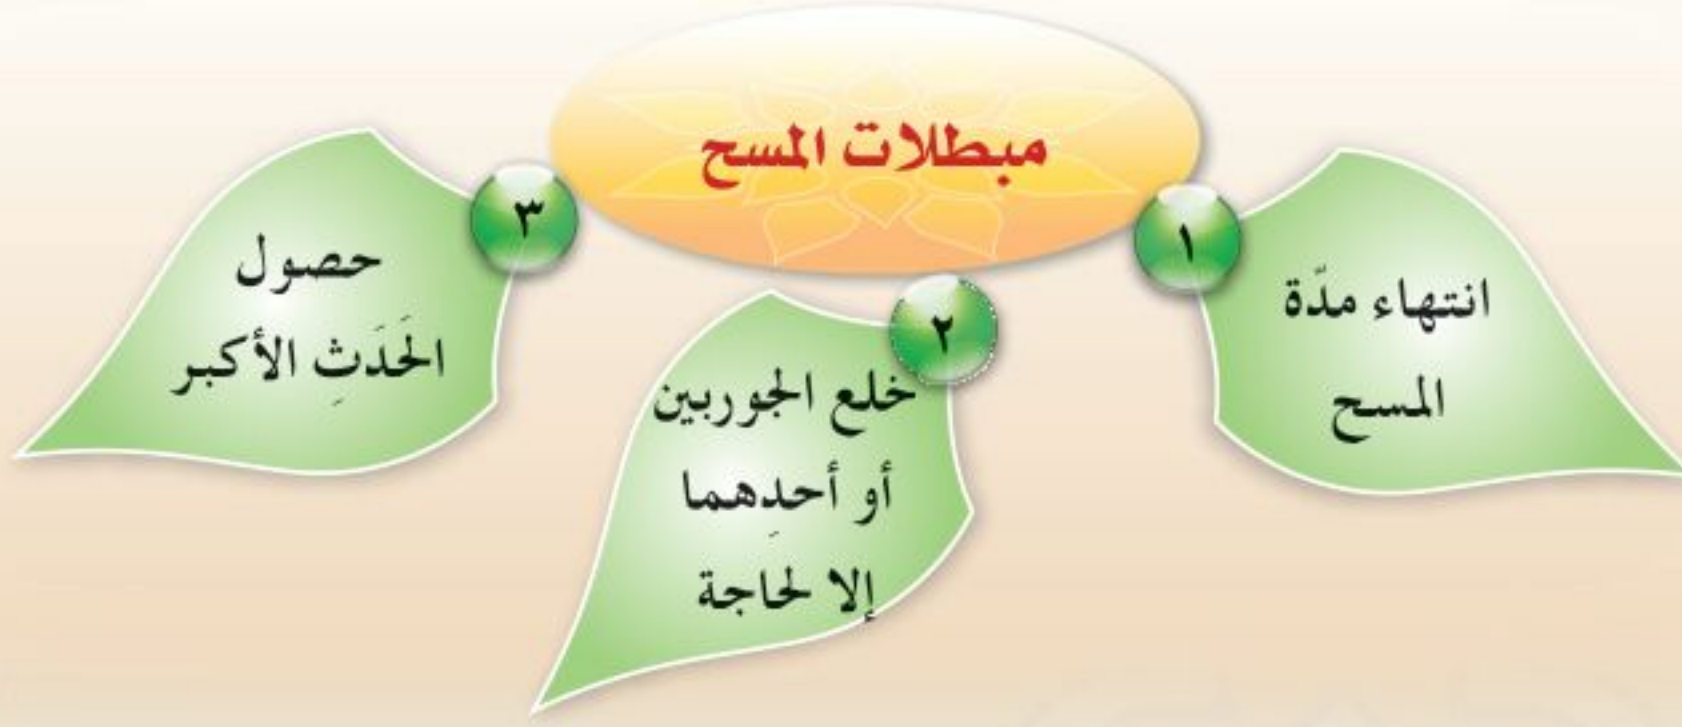 مبطلات المسح
١
انتهاء مدّة
المسح
٢
خلع الجوربين
أو أحدِهما
إلا لحاجة
٣
حصول
الحَدَثِ الأكبر